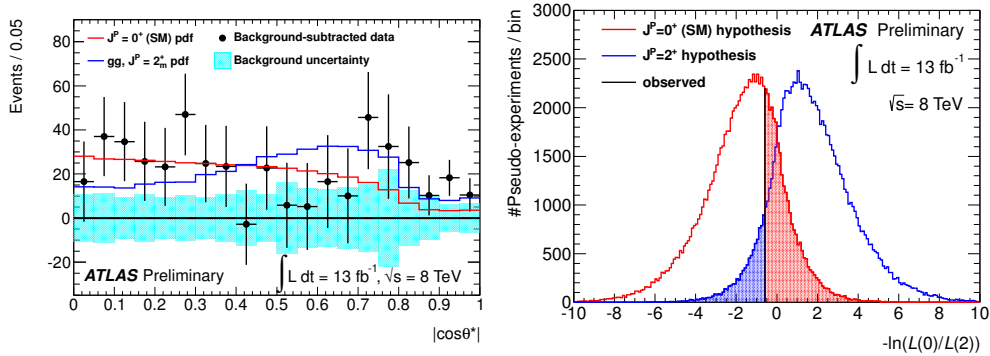 Events / 0.05
80
60
40
20
0
-20
J^P = 0^+ (SM) pdf
gg, J^P = 2^+_m pdf
Background-subtracted data
Background uncertainty
ATLAS Preliminary
∫ L dt = 13 fb^-1, √s = 8 TeV
0 0.1 0.2 0.3 0.4 0.5 0.6 0.7 0.8 0.9 1
|cosθ*|
#Pseudo-experiments / bin
3000
2500
2000
1500
1000
500
0
J^P=0^+ (SM) hypothesis
J^P=2^+ hypothesis
observed
ATLAS Preliminary
∫ L dt = 13 fb^-1
√s= 8 TeV
-10 -8 -6 -4 -2 0 2 4 6 8 10
-ln(L(0)/L(2))